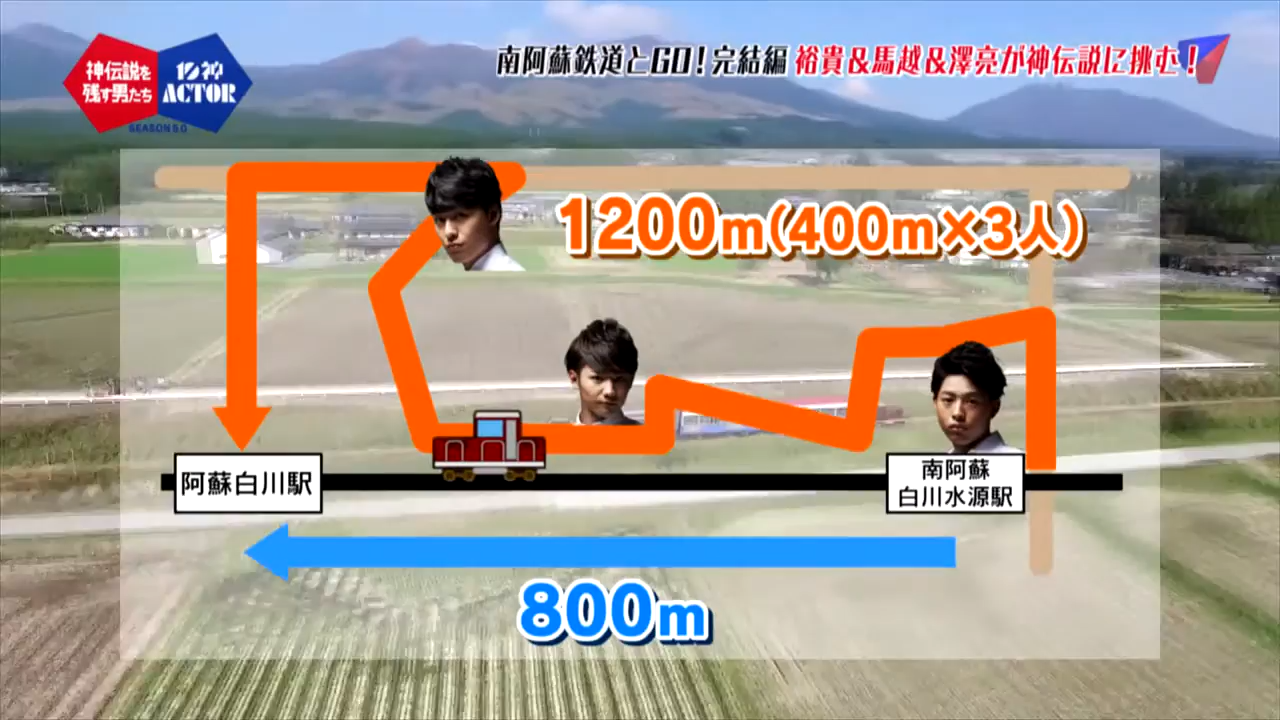 神伝説を
残す男たち
10神
ACTOR
SEASON 5.0
南阿蘇鉄道とGO!完結編 裕貴&馬越&澤亮が神伝説に挑む!
1200m(400m×3人)
阿蘇白川駅
南阿蘇
白川水源駅
800m